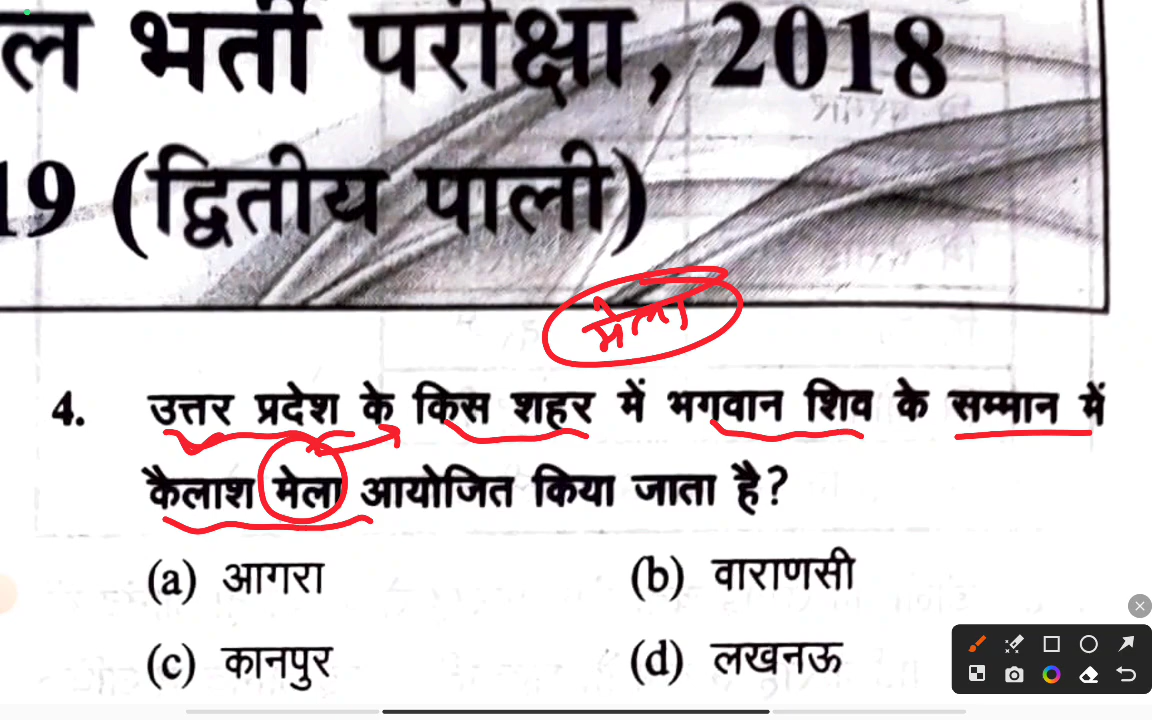 ल भर्ती परीक्षा, 2018
19 (द्वितीय पाली)
मेला
4. उत्तर प्रदेश के किस शहर में भगवान शिव के सम्मान में
कैलाश मेला आयोजित किया जाता है?
(a) आगरा (b) वाराणसी
(c) कानपुर (d) लखनऊ